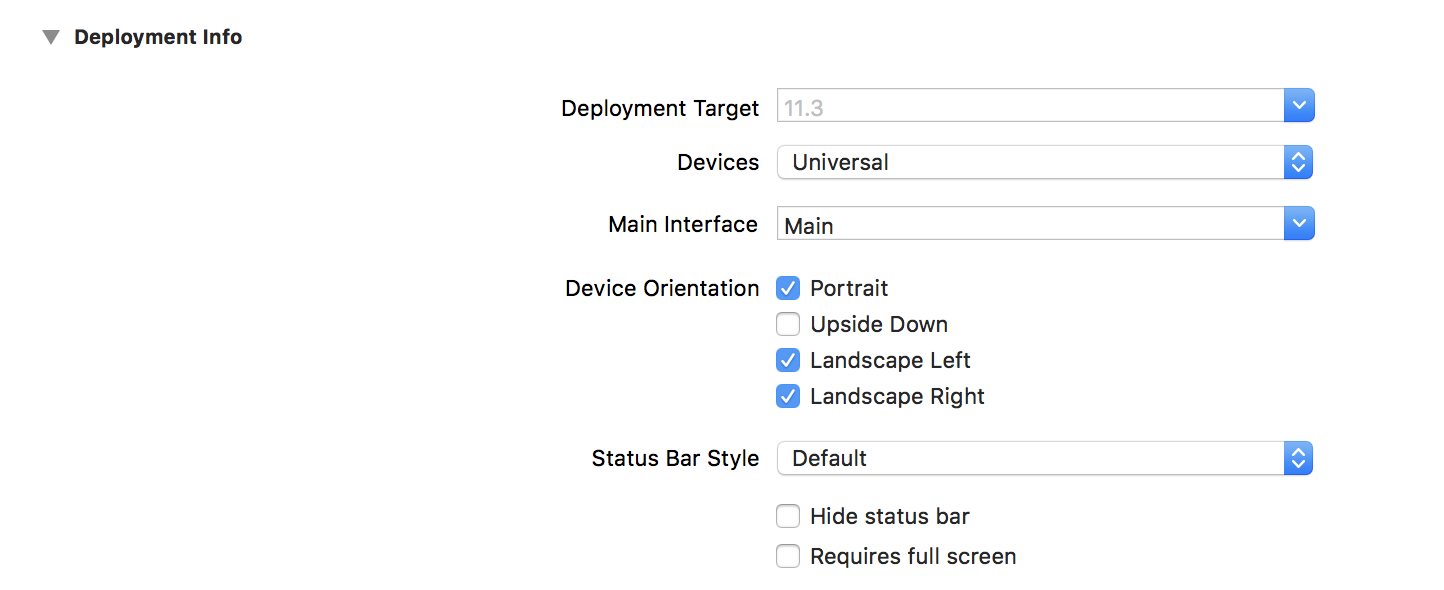 Deployment Info
Deployment Target 11.3
Devices Universal
Main Interface Main
Device Orientation Portrait
Upside Down
Landscape Left
Landscape Right
Status Bar Style Default
Hide status bar
Requires full screen